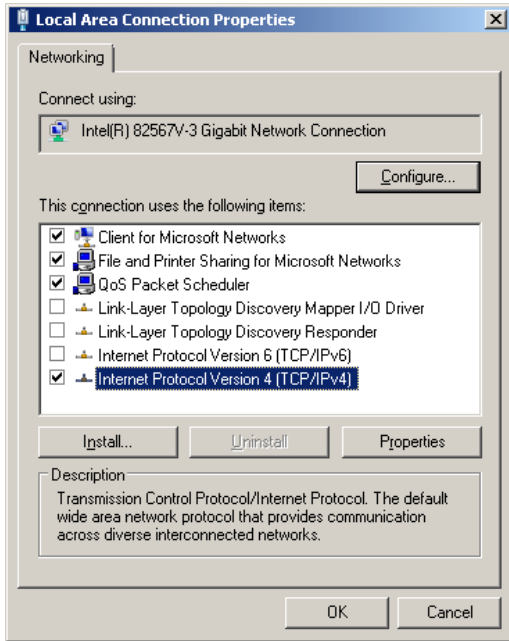 Local Area Connection Properties
Networking
Connect using:
Intel(R) 82567V-3 Gigabit Network Connection
Configure...
This connection uses the following items:
Client for Microsoft Networks
File and Printer Sharing for Microsoft Networks
QoS Packet Scheduler
Link-Layer Topology Discovery Mapper I/O Driver
Link-Layer Topology Discovery Responder
Internet Protocol Version 6 (TCP/IPv6)
Internet Protocol Version 4 (TCP/IPv4)
Install... Uninstall Properties
Description
Transmission Control Protocol/Internet Protocol. The default
wide area network protocol that provides communication
across diverse interconnected networks.
OK Cancel